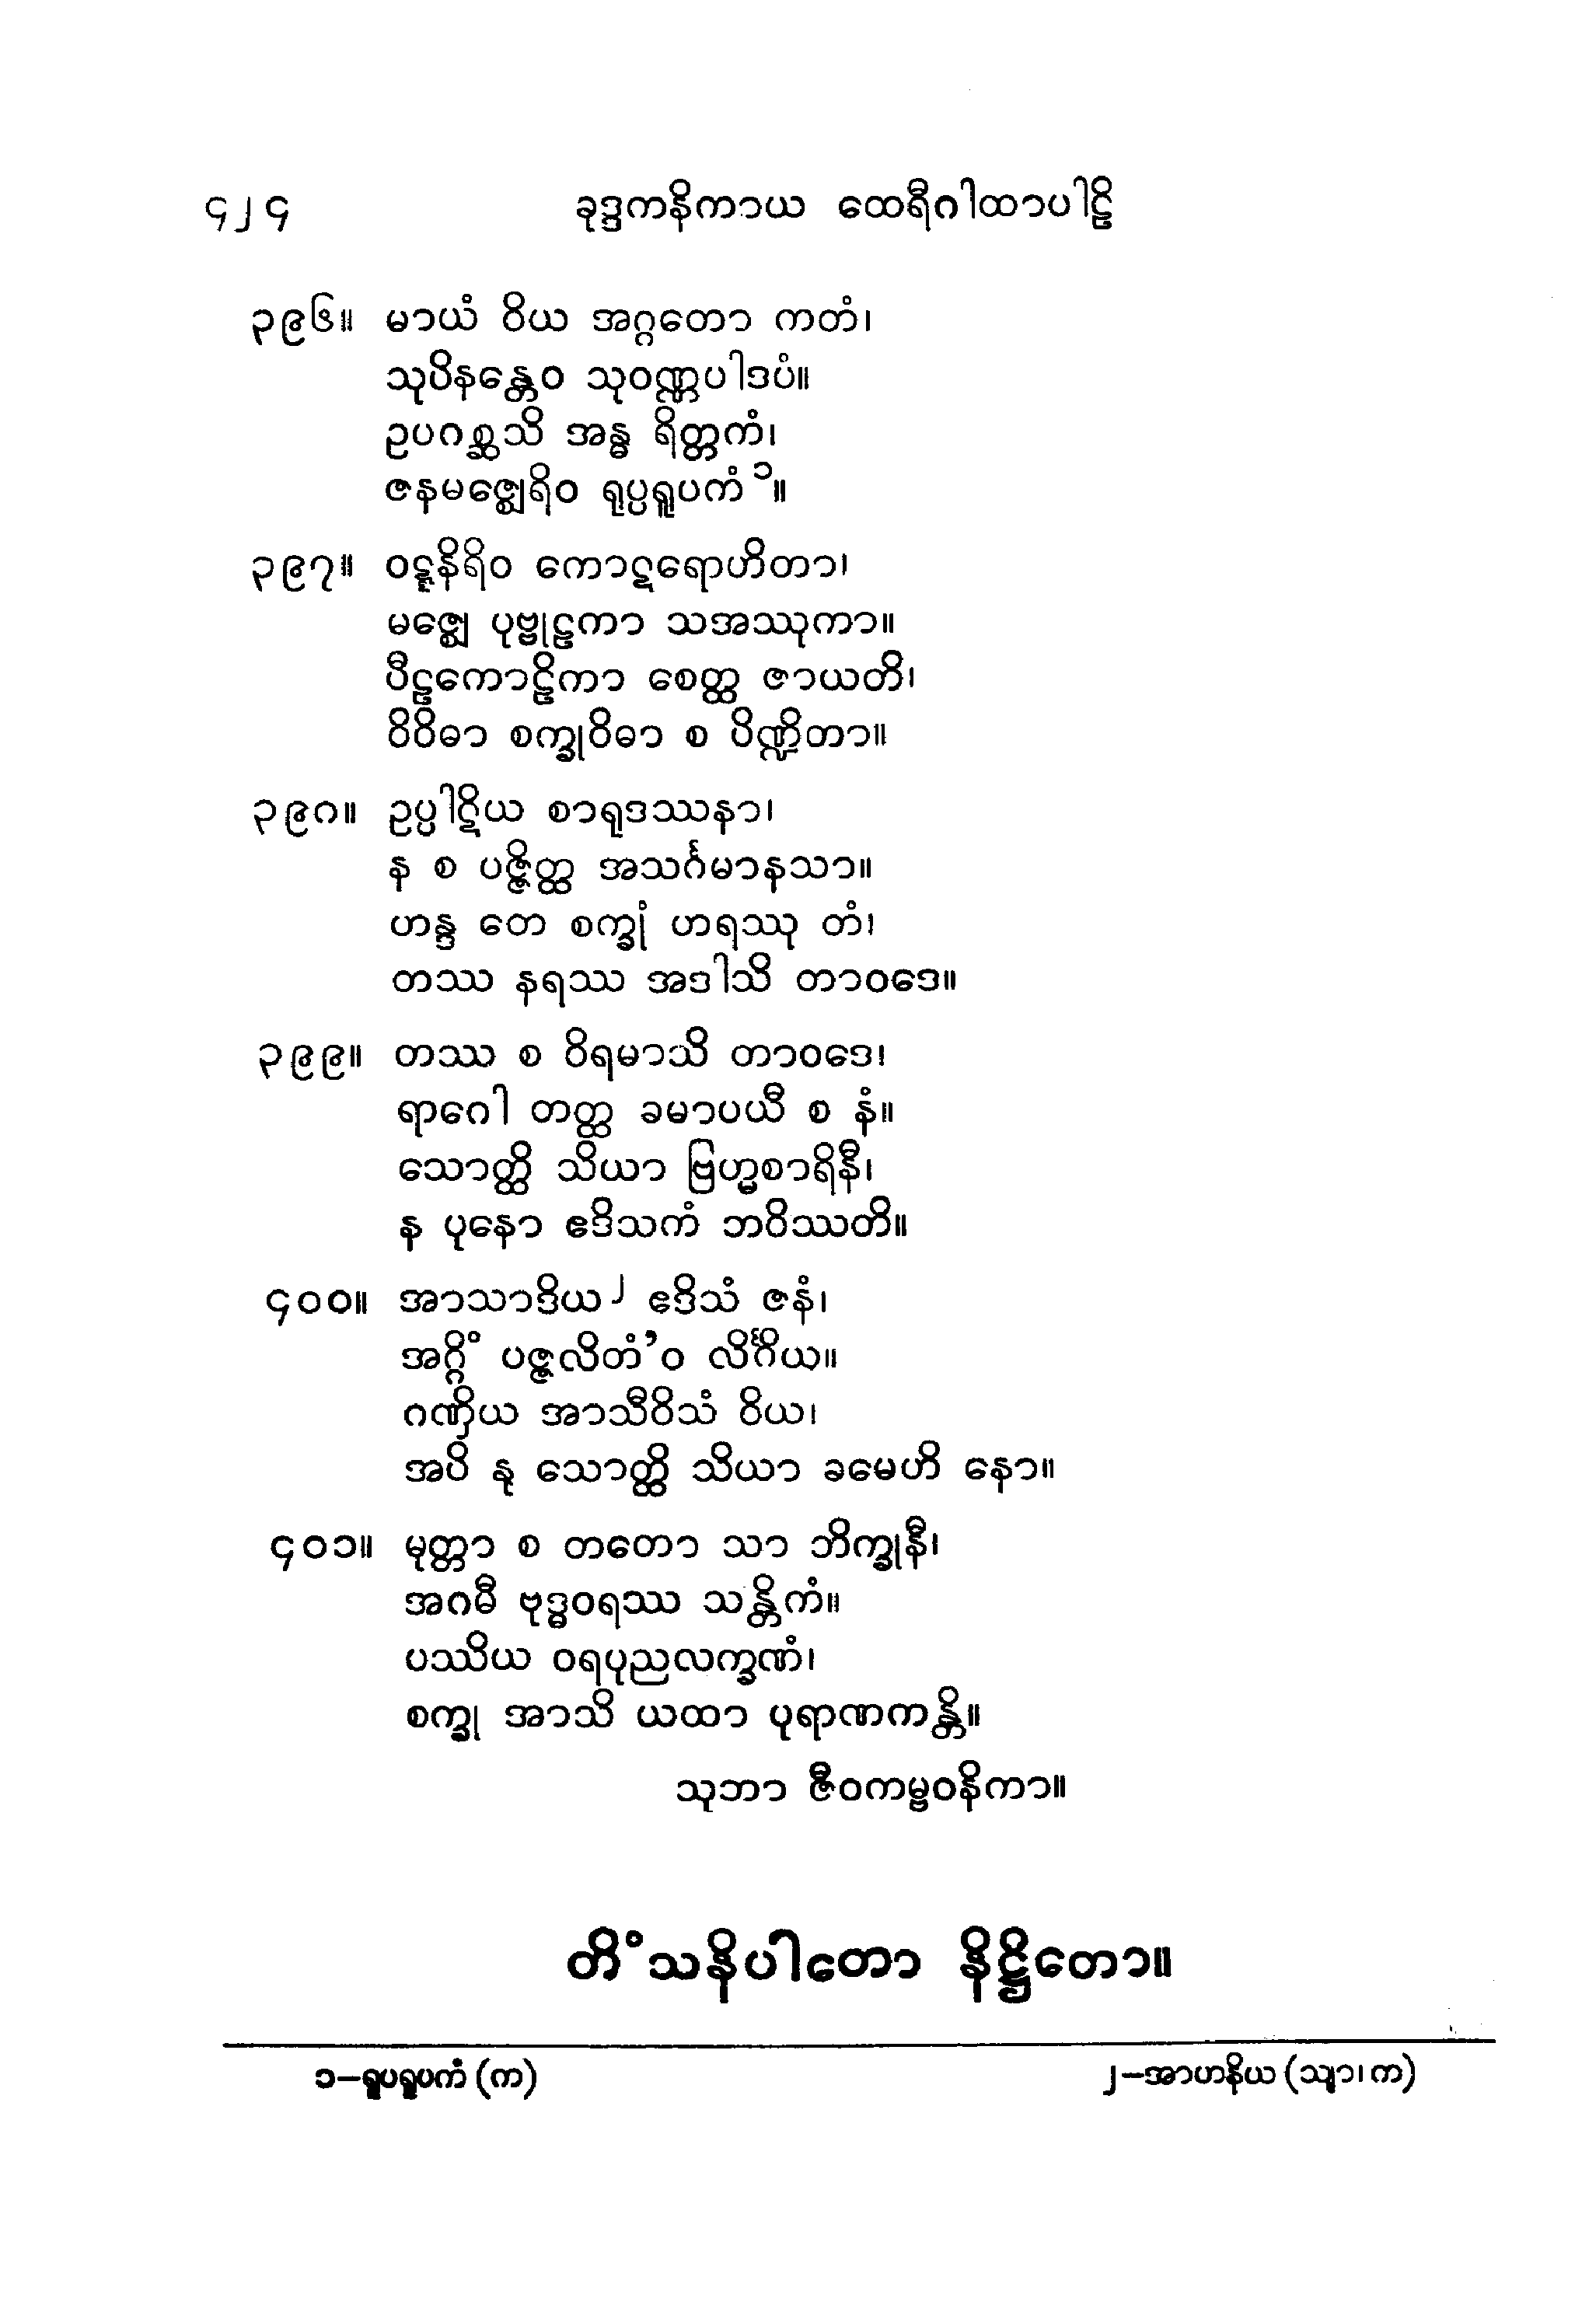 ၄၂၄ ခုဒ္ဒကနိကာယ ထေရီဂါထာပါဠိ
၃၉၆။ မာယံ ဝိယ အဂ္ဂတော ကတံ၊
သုပိနန္တေဝ သုဝဏ္ဏပါဒပံ။
ဥပဂစ္ဆသိ အန္ဓ ရိတ္တကံ၊
ဇနမဇ္ဈေရိဝ ရုပ္ပရူပကံ ၁။
၃၉၇။ ဝဋ္ဋနိရိဝ ကောဋရောဟိတာ၊
မဇ္ဈေ ပုဗ္ဗုဠကာ သအဿုကာ။
ပီဠကောဠိကာ စေတ္ထ ဇာယတိ၊
ဝိဝိဓာ စက္ခုဝိဓာ စ ပိဏ္ဍိတာ။
၃၉၈။ ဥပ္ပါဋိယ စာရုဒဿနာ၊
န စ ပဇ္ဇိတ္ထ အသင်္ဂမာနသာ။
ဟန္ဒ တေ စက္ခုံ ဟရဿု တံ၊
တဿ နရဿ အဒါသိ တာဝဒေ။
၃၉၉။ တဿ စ ဝိရမာသိ တာဝဒေ၊
ရာဂေါ တတ္ထ ခမာပယီ စ နံ။
သောတ္ထိ သိယာ ဗြဟ္မစာရိနီ၊
န ပုနော ဧဒိသကံ ဘဝိဿတိ။
၄၀၀။ အာသာဒိယ ၂ ဧဒိသံ ဇနံ၊
အဂ္ဂိံ ပဇ္ဇလိတံ’ဝ လိင်္ဂိယ။
ဂဏှိယ အာသီဝိသံ ဝိယ၊
အပိ နု သောတ္ထိ သိယာ ခမေဟိ နော။
၄၀၁။ မုတ္တာ စ တတော သာ ဘိက္ခုနီ၊
အဂမီ ဗုဒ္ဓဝရဿ သန္တိကံ။
ပဿိယ ဝရပုညလက္ခဏံ၊
စက္ခု အာသိ ယထာ ပုရာဏကန္တိ။
သုဘာ ဇီဝကမ္ဗဝနိကာ။
တိံသနိပါတော နိဋ္ဌိတော။
၁–ရူပရူပကံ (က) ၂–အာဟနိယ (သျာ၊ က)